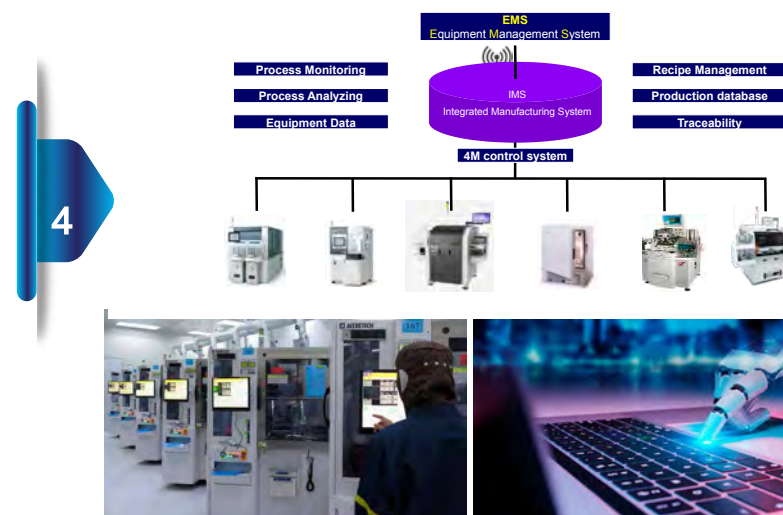 EMS
Equipment Management System
Process Monitoring
Process Analyzing
Equipment Data
IMS
Integrated Manufacturing System
Recipe Management
Production database
Traceability
4M control system
4
167